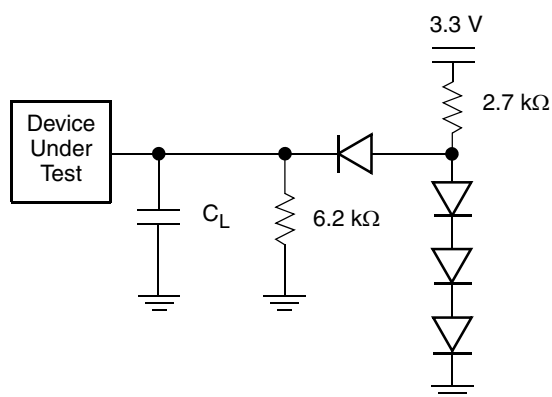 3.3 V
2.7 kΩ
Device
Under
Test
C_L
6.2 kΩ